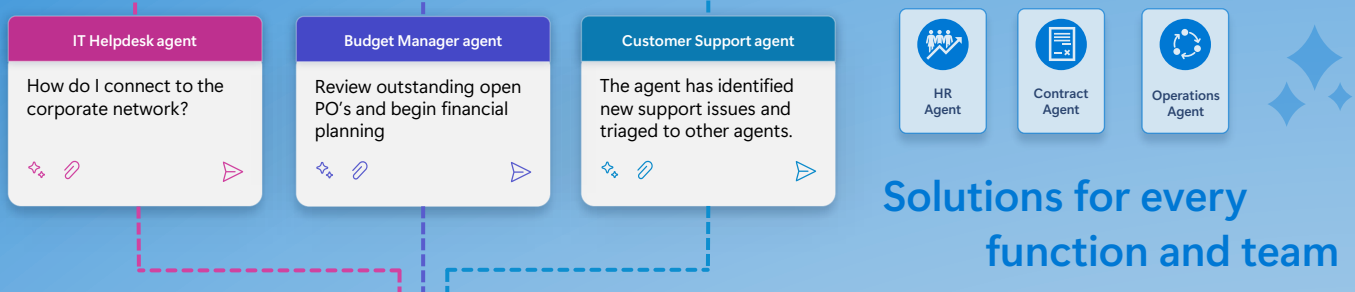 IT Helpdesk agent
How do I connect to the
corporate network?
Budget Manager agent
Review outstanding open
PO's and begin financial
planning
Customer Support agent
The agent has identified
new support issues and
triaged to other agents.
HR
Agent
Contract
Agent
Operations
Agent
Solutions for every
function and team